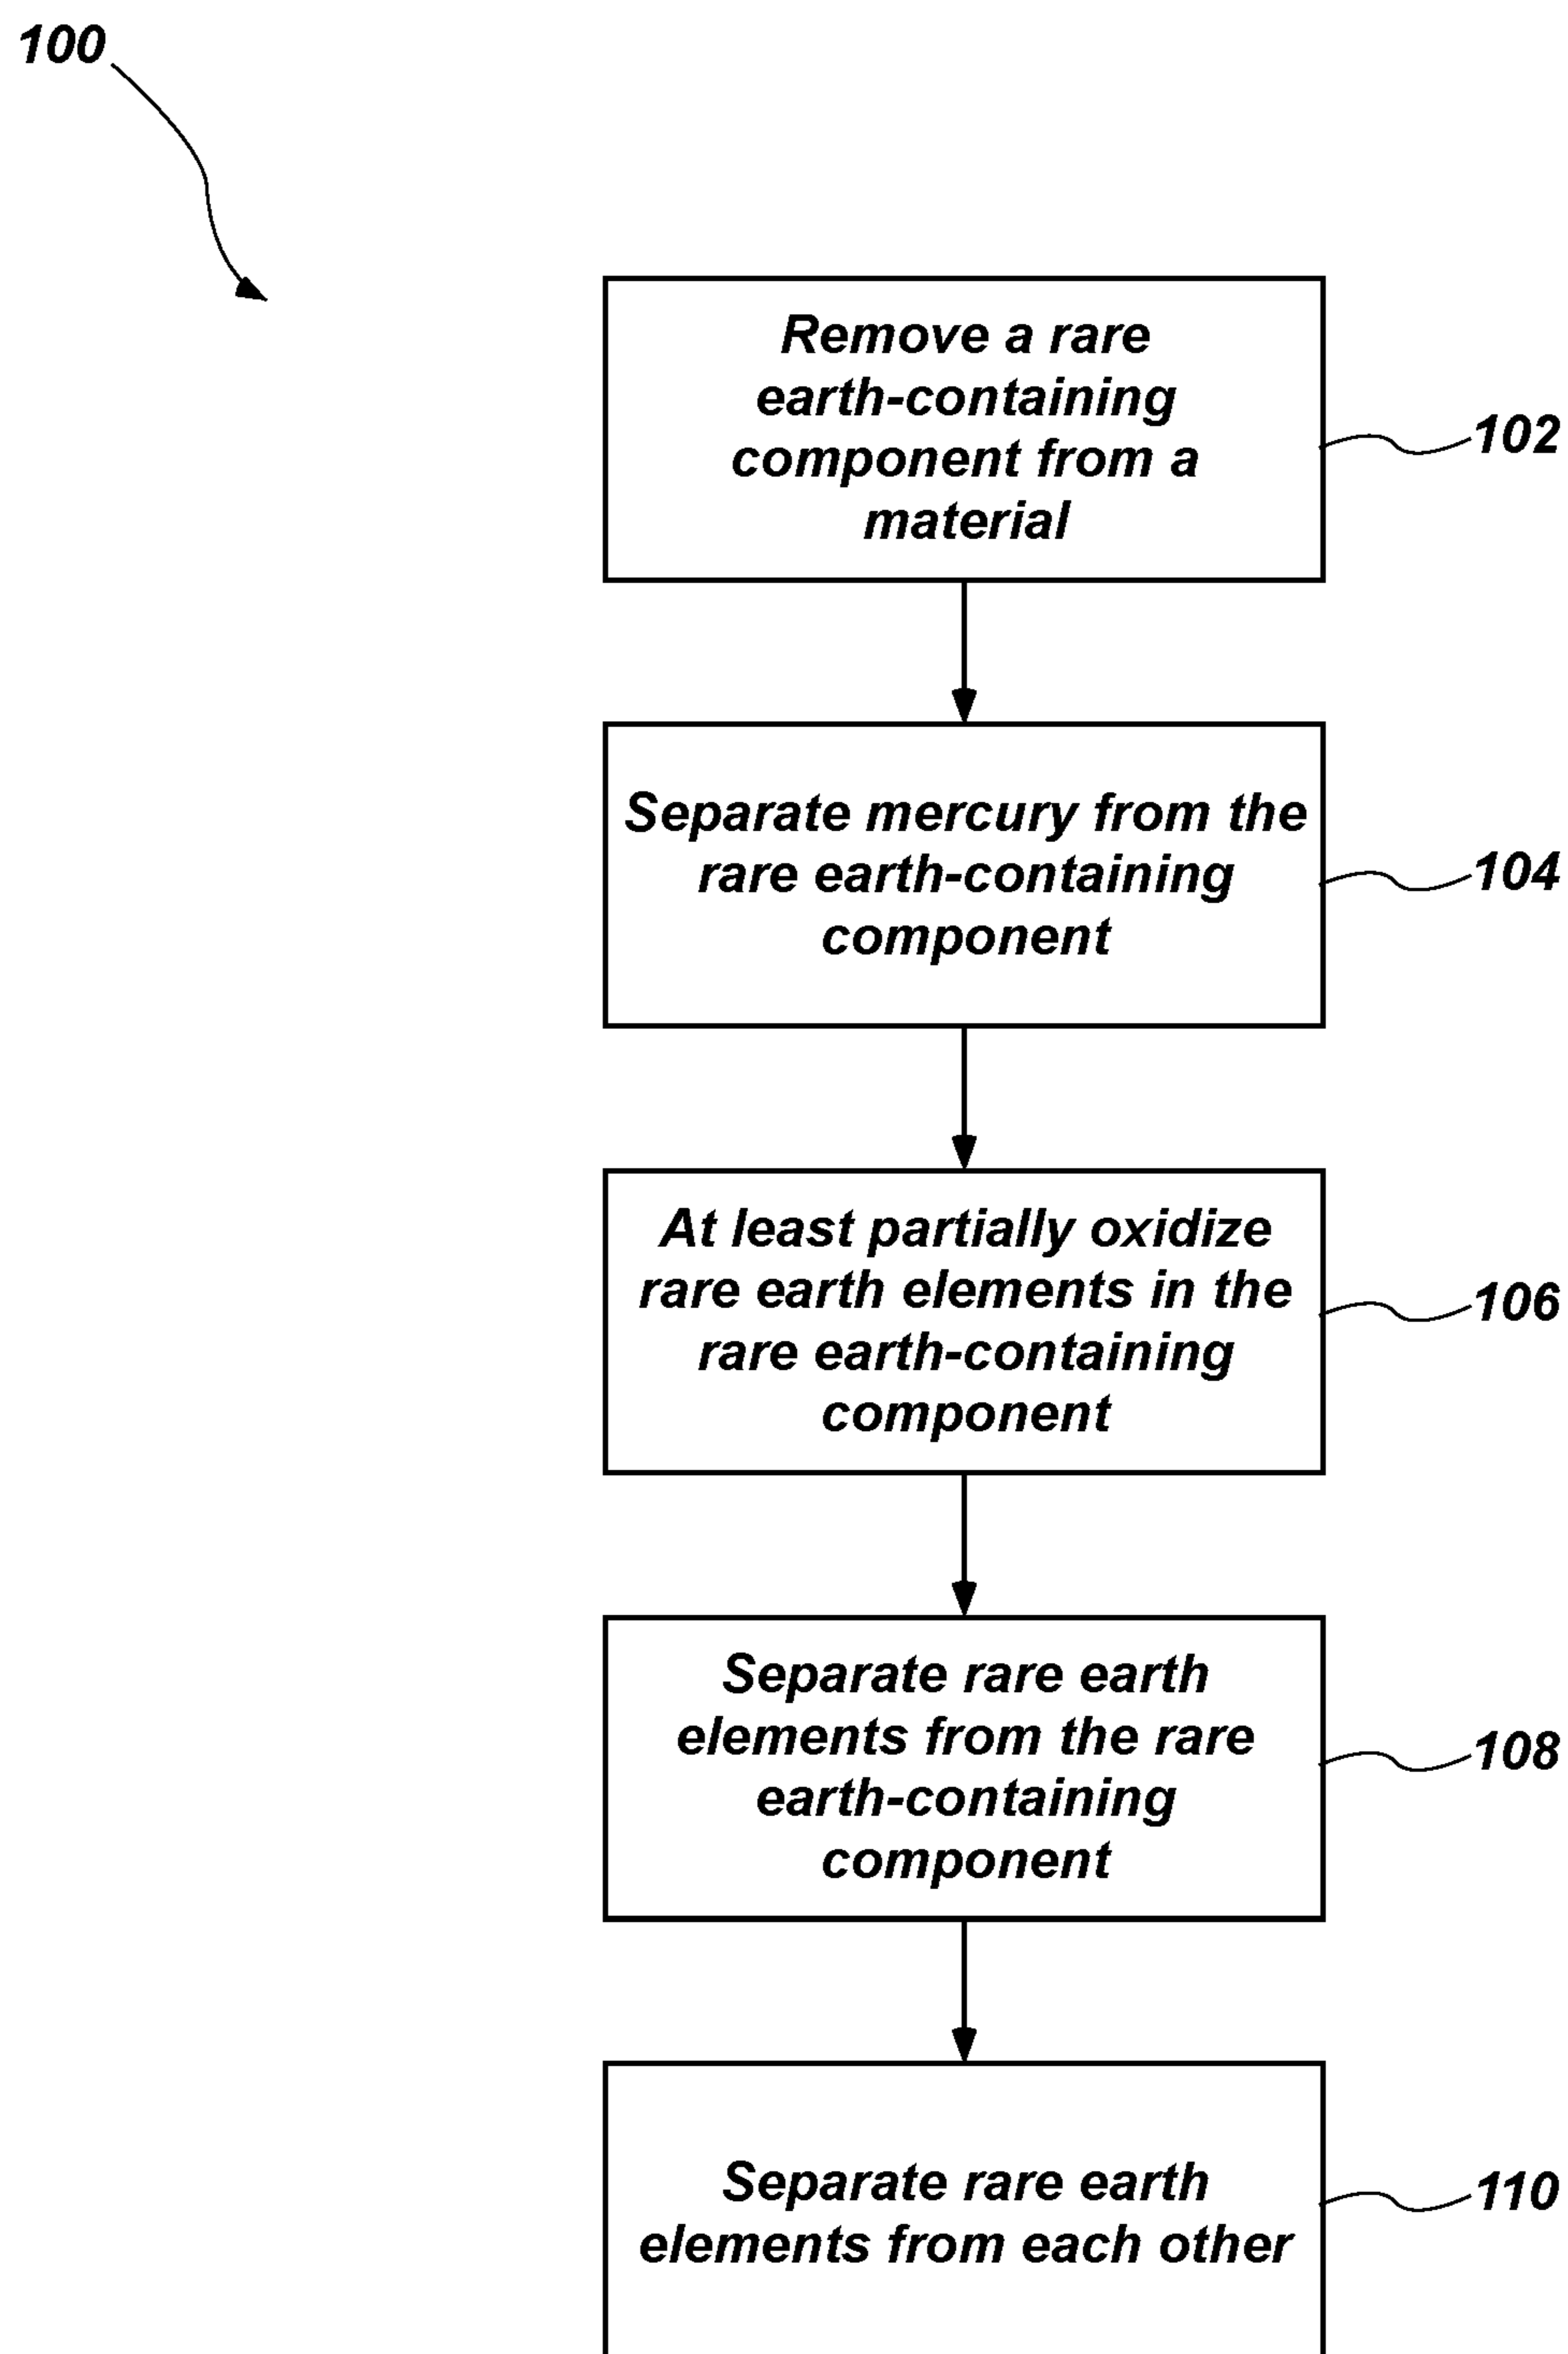 100
Remove a rare
earth-containing
component from a
material
102
Separate mercury from the
rare earth-containing
component
104
At least partially oxidize
rare earth elements in the
rare earth-containing
component
106
Separate rare earth
elements from the rare
earth-containing
component
108
Separate rare earth
elements from each other
110